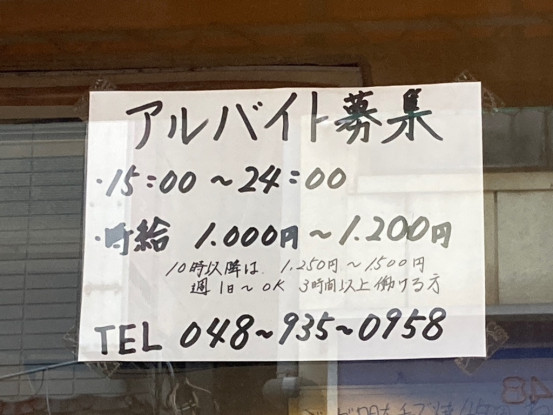 アルバイト募集
・15:00～24:00
・時給 1.000円～1.200円
10時以降は、1.250円～1500円
週1日～OK 3時間以上働ける方
TEL 048～935～0958